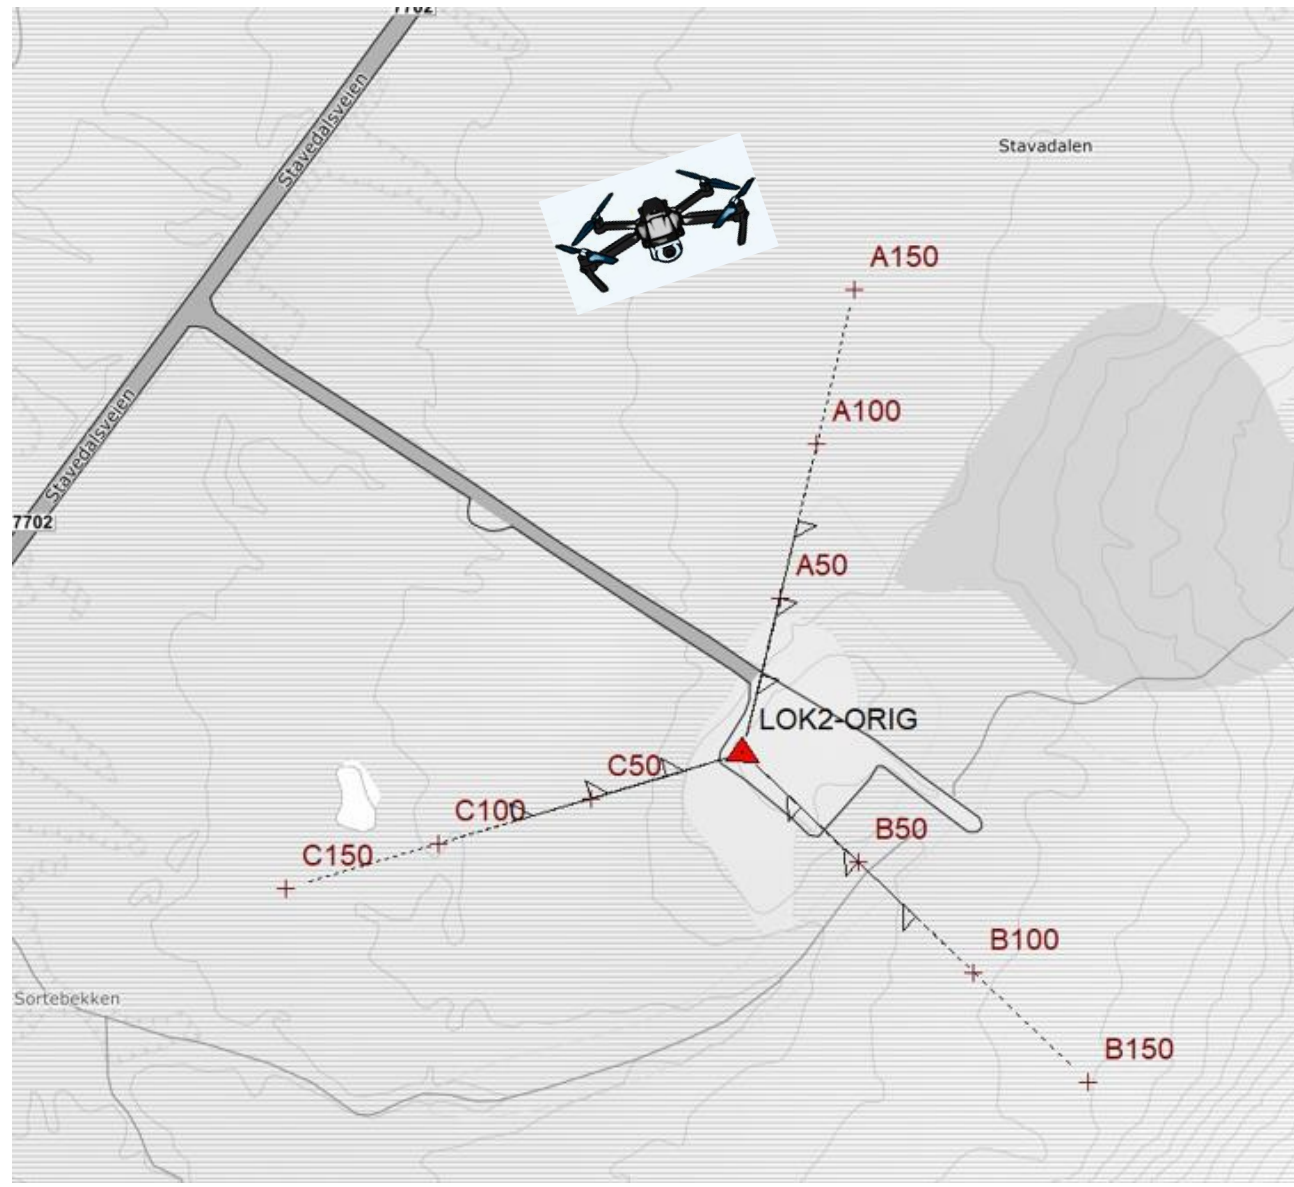 7702
Stavedalsveien
Stavadalen
A150
A100
Stavedalsveien
7702
A50
LOK2-ORIG
C50
C100
B50
C150
B100
Sortebekken
B150